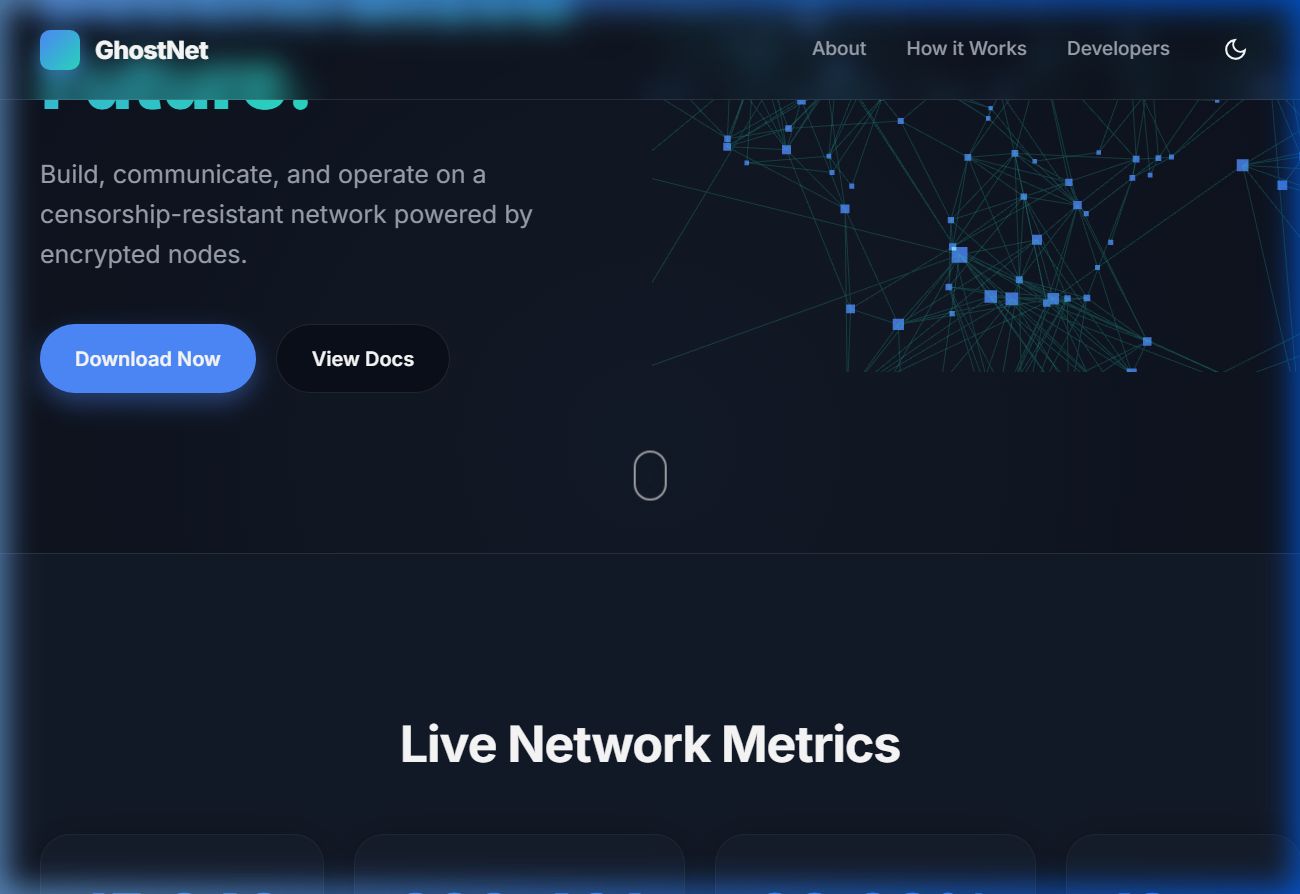 GhostNet
About
How it Works
Developers
Future.
Build, communicate, and operate on a
censorship-resistant network powered by
encrypted nodes.
Download Now
View Docs
Live Network Metrics